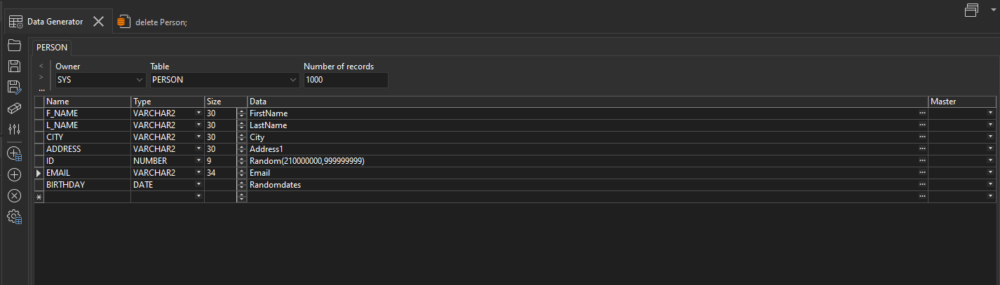 Data Generator delete Person;
PERSON
Owner Table Number of records
SYS PERSON 1000
Name Type Size Data Master
F_NAME VARCHAR2 30 FirstName
L_NAME VARCHAR2 30 LastName
CITY VARCHAR2 30 City
ADDRESS VARCHAR2 30 Address1
ID NUMBER 9 Random(210000000,999999999)
EMAIL VARCHAR2 34 Email
BIRTHDAY DATE Randomdates